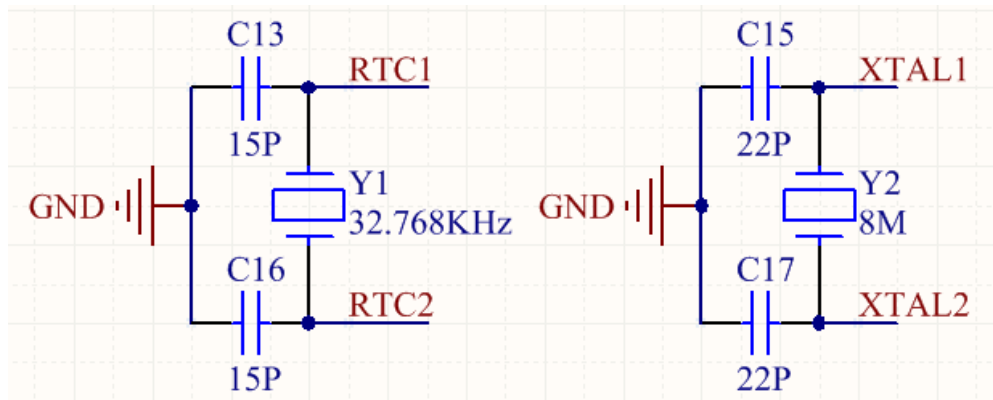 C13
RTC1
15P
GND
Y1
32.768KHz
C16
RTC2
15P
C15
XTAL1
22P
GND
Y2
8M
C17
XTAL2
22P